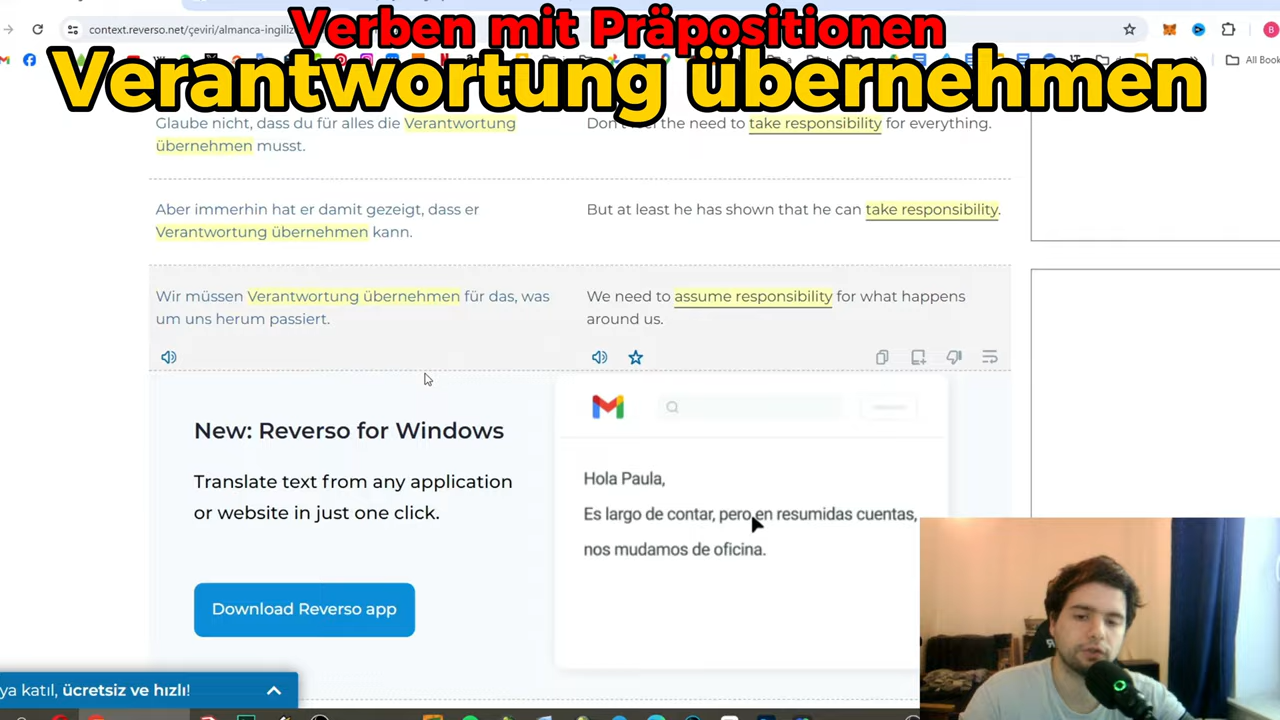 Verben mit Präpositionen
context.reverso.net/çeviri/almanca-ingiliz
All Book
Verantwortung übernehmen
Glaube nicht, dass du für alles die Verantwortung
übernehmen musst.
the need to take responsibility for everything.
Aber immerhin hat er damit gezeigt, dass er
Verantwortung übernehmen kann.
But at least he has shown that he can take responsibility.
Wir müssen Verantwortung übernehmen für das, was
um uns herum passiert.
We need to assume responsibility for what happens
around us.
New: Reverso for Windows
Translate text from any application
or website in just one click.
Download Reverso app
Hola Paula,
Es largo de contar, pero en resumidas cuentas,
nos mudamos de oficina.
ya katıl, ücretsiz ve hızlı!